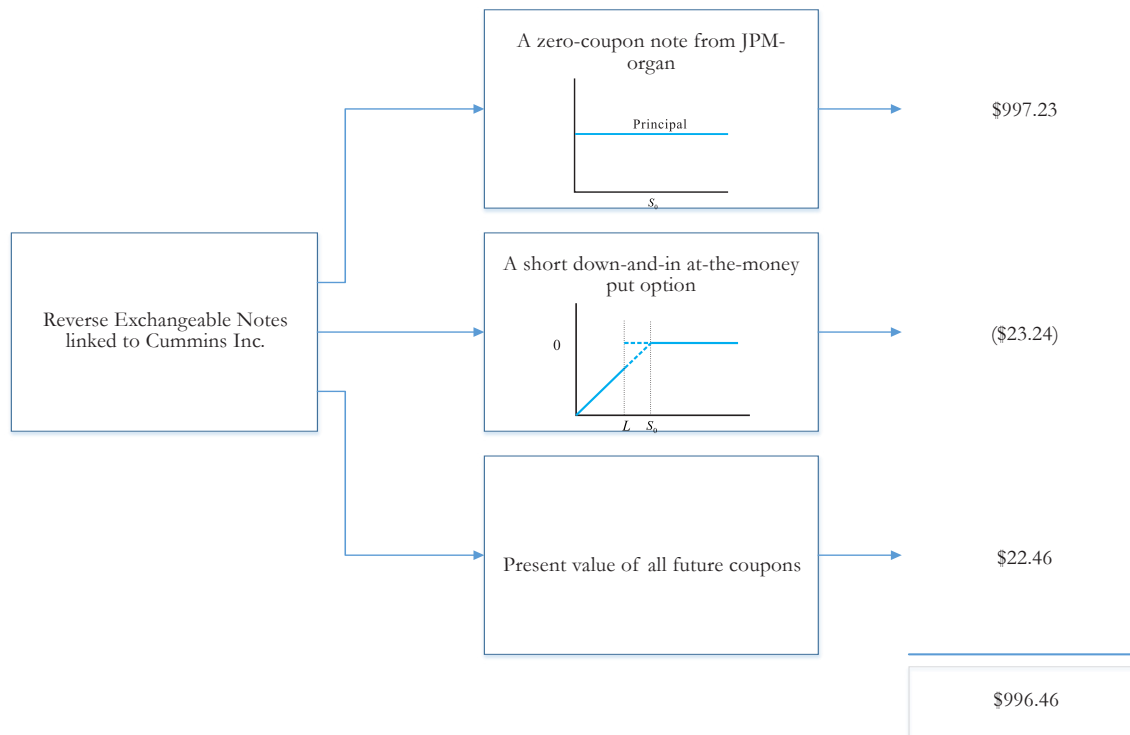 A zero-coupon note from JPM-
organ
Principal
S₀
$997.23
Reverse Exchangeable Notes
linked to Cummins Inc.
A short down-and-in at-the-money
put option
0
L S₀
($23.24)
Present value of all future coupons
$22.46
$996.46